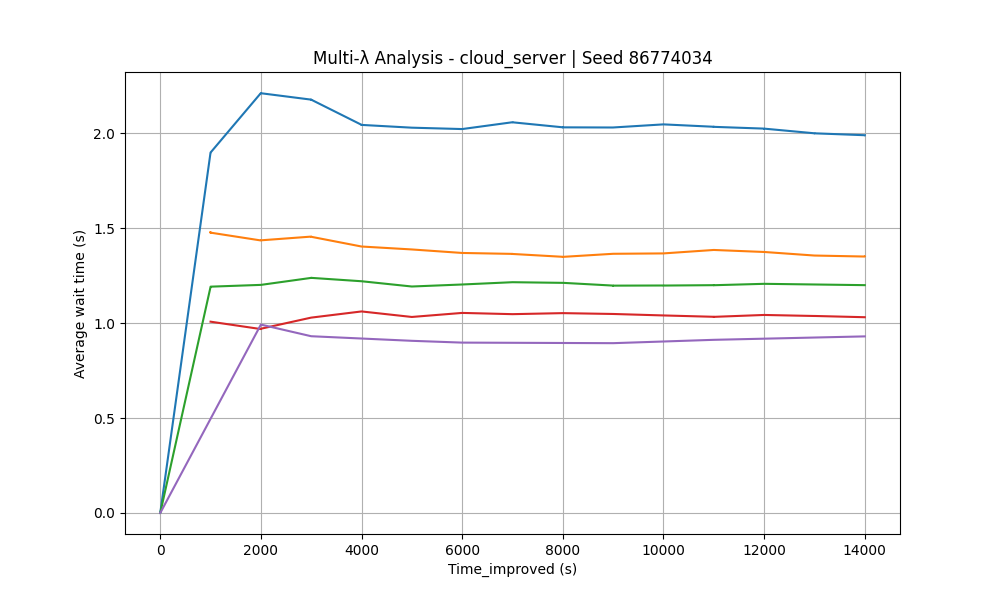 Multi-λ Analysis - cloud_server | Seed 86774034
Average wait time (s)
2.0
1.5
1.0
0.5
0.0
0 2000 4000 6000 8000 10000 12000 14000
Time_improved (s)